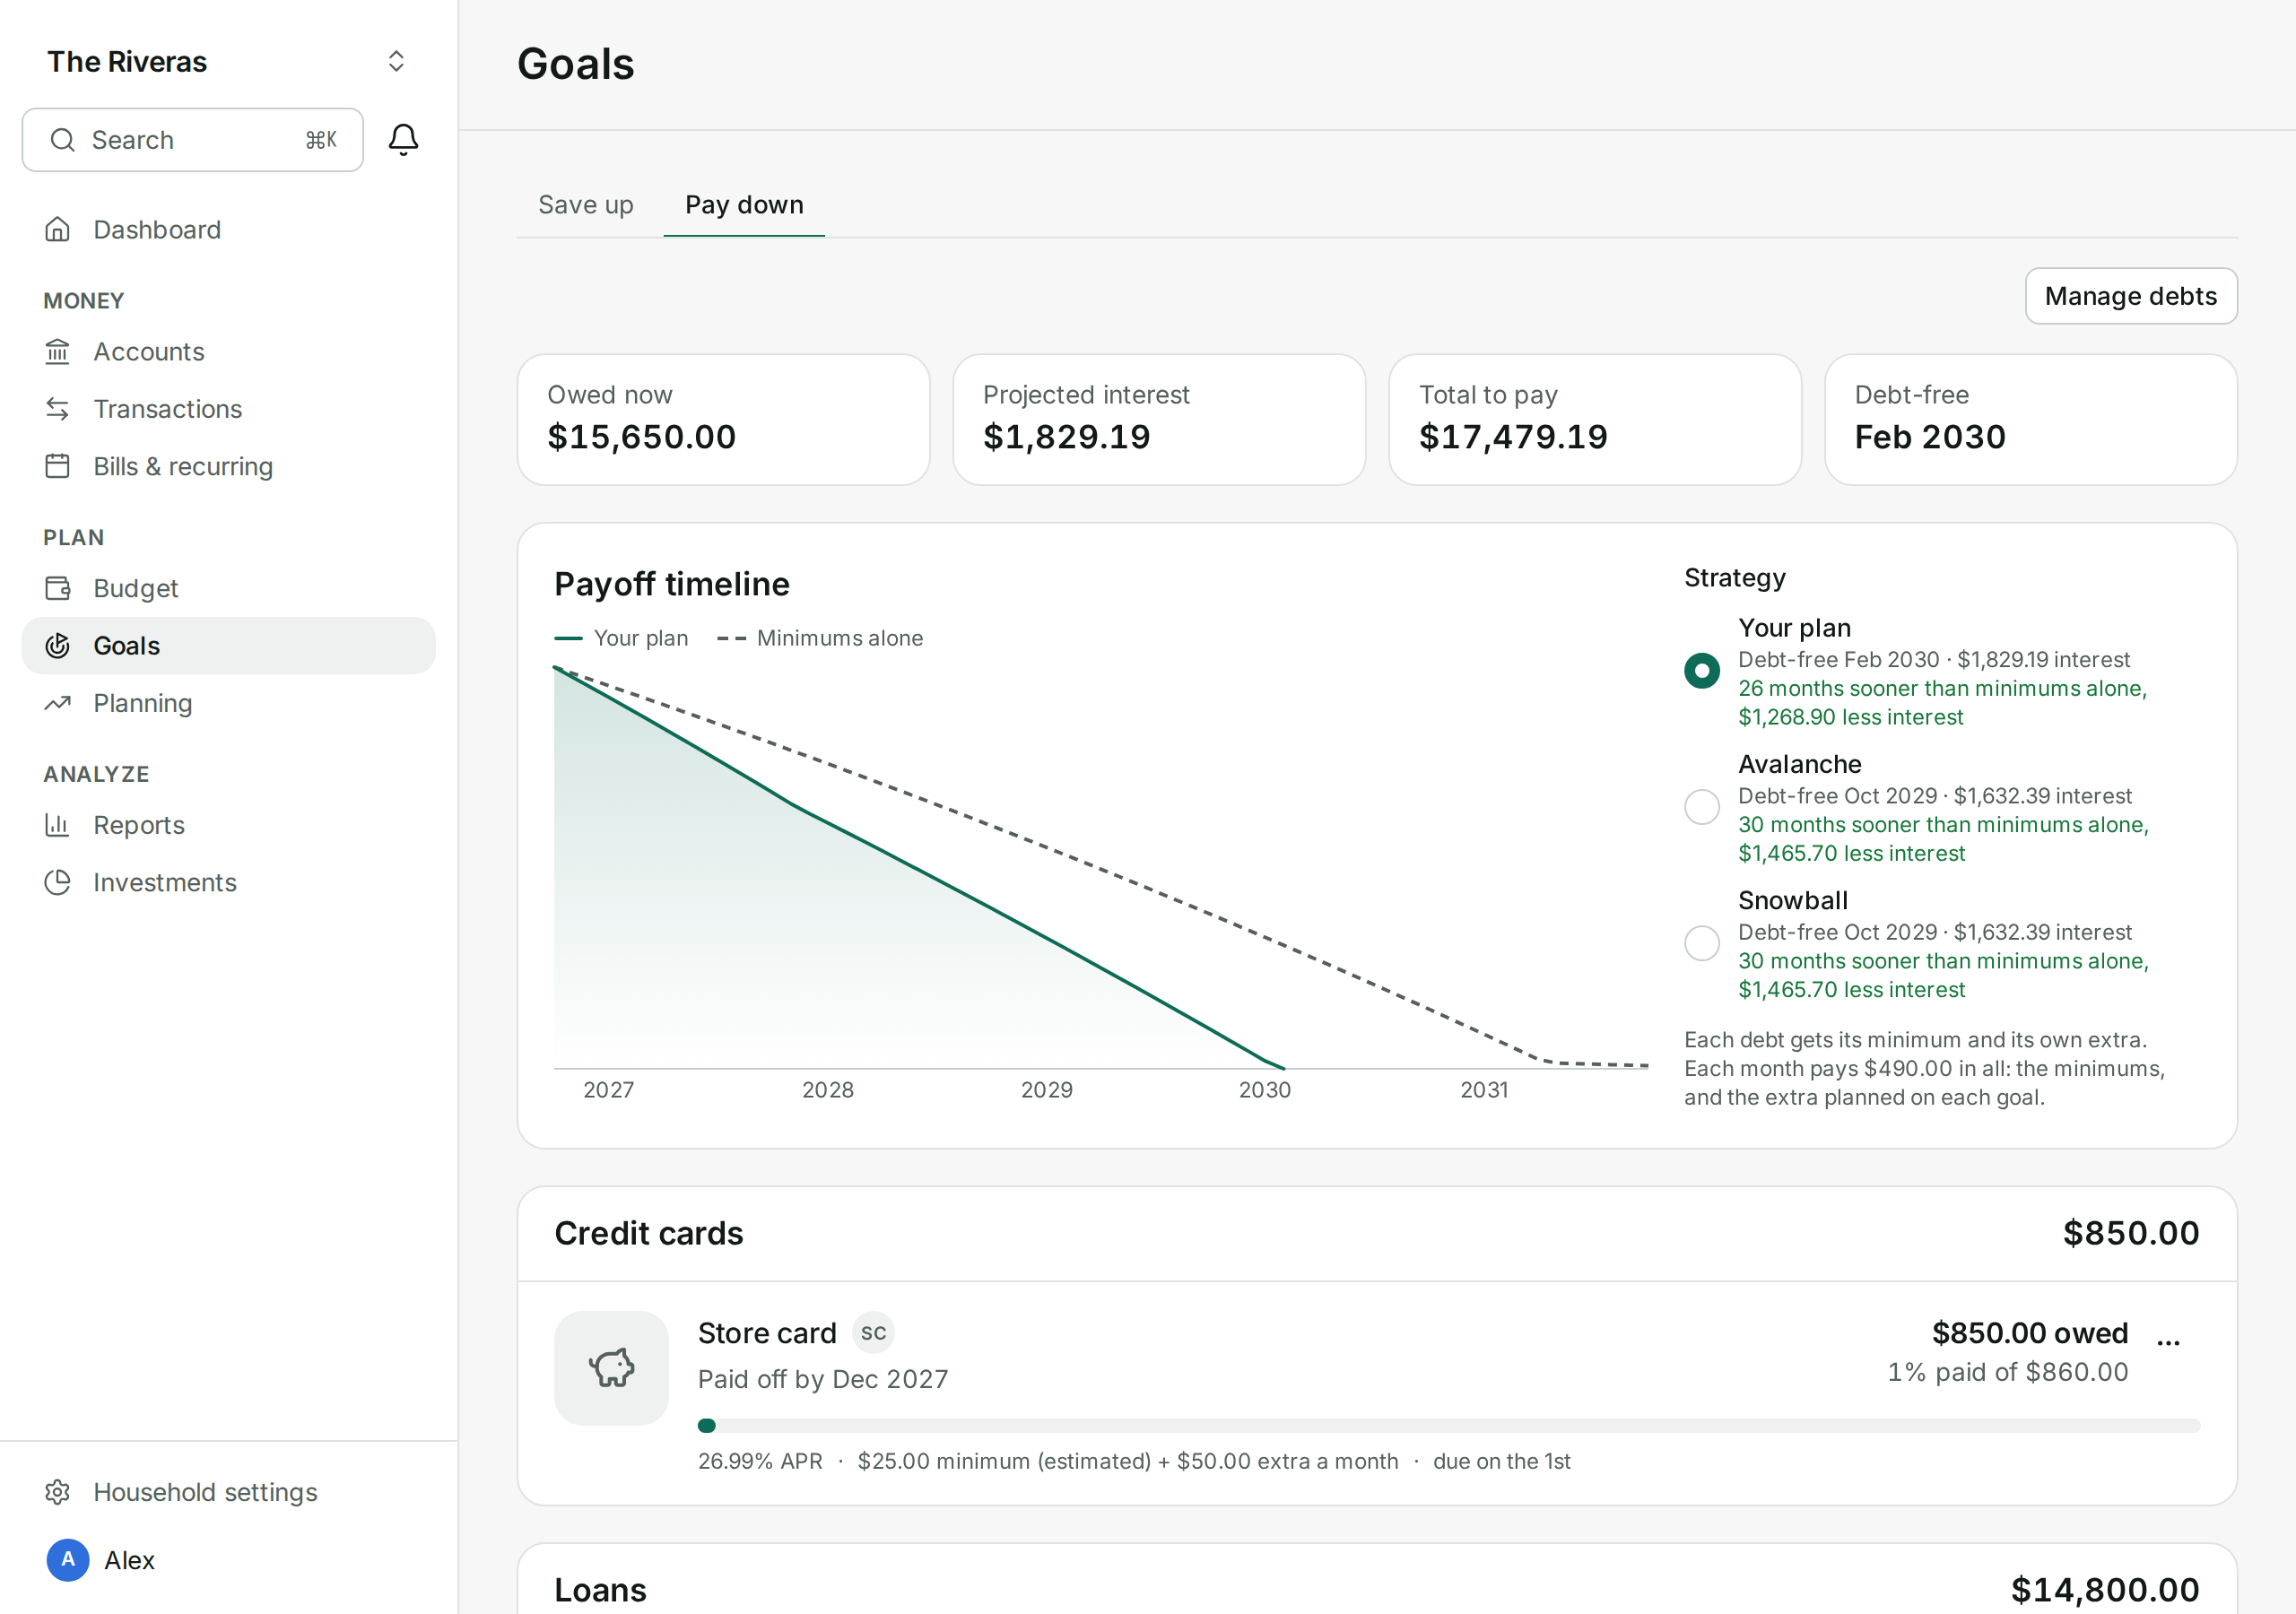 The Riveras
Search ⌘K
Dashboard
MONEY
Accounts
Transactions
Bills & recurring
PLAN
Budget
Goals
Planning
ANALYZE
Reports
Investments
Household settings
A Alex
Goals
Save up Pay down
Manage debts
Owed now
$15,650.00
Projected interest
$1,829.19
Total to pay
$17,479.19
Debt-free
Feb 2030
Payoff timeline
Your plan Minimums alone
2027 2028 2029 2030 2031
Strategy
Your plan
Debt-free Feb 2030 · $1,829.19 interest
26 months sooner than minimums alone,
$1,268.90 less interest
Avalanche
Debt-free Oct 2029 · $1,632.39 interest
30 months sooner than minimums alone,
$1,465.70 less interest
Snowball
Debt-free Oct 2029 · $1,632.39 interest
30 months sooner than minimums alone,
$1,465.70 less interest
Each debt gets its minimum and its own extra.
Each month pays $490.00 in all: the minimums,
and the extra planned on each goal.
Credit cards $850.00
Store card SC $850.00 owed ...
Paid off by Dec 2027 1% paid of $860.00
26.99% APR · $25.00 minimum (estimated) + $50.00 extra a month · due on the 1st
Loans $14,800.00